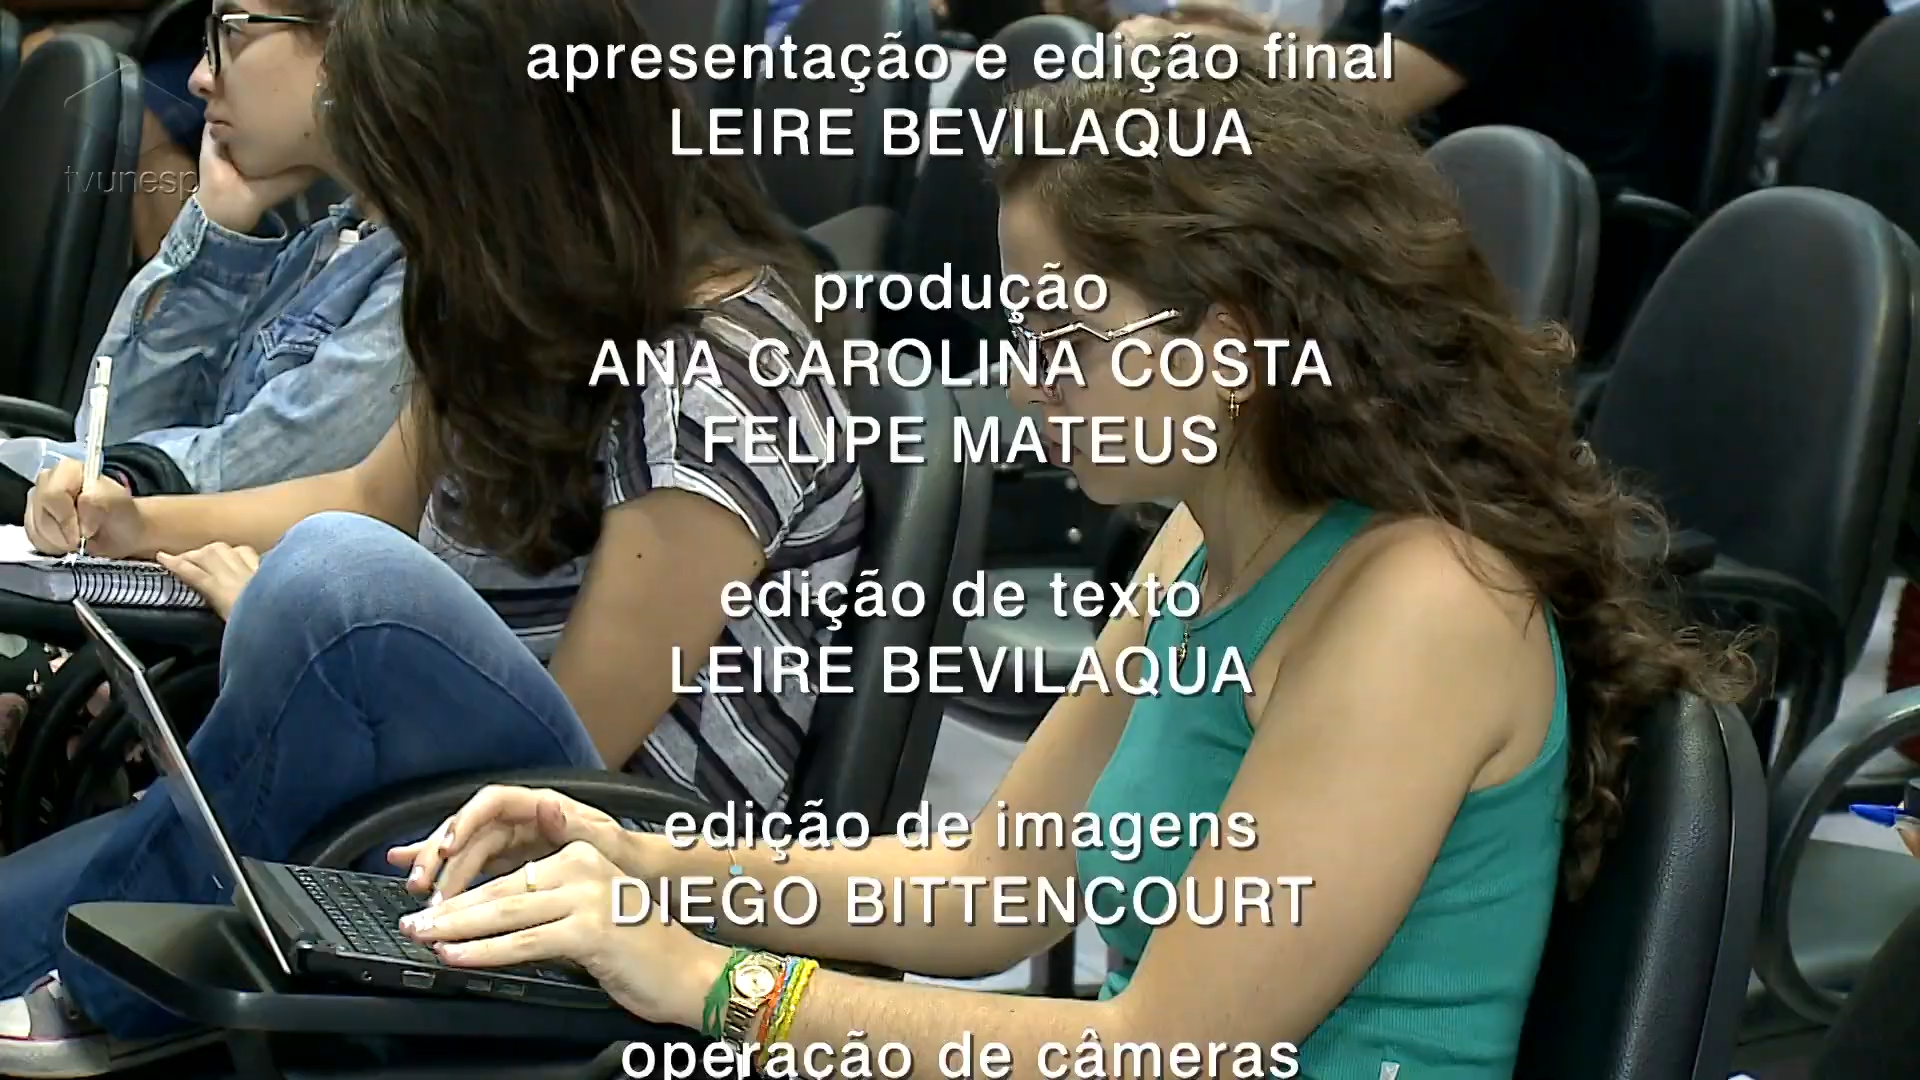 apresentação e edição final
LEIRE BEVILAQUA
tvunesp
produção
ANA CAROLINA COSTA
FELIPE MATEUS
edição de texto
LEIRE BEVILAQUA
edição de imagens
DIEGO BITTENCOURT
operação de câmeras